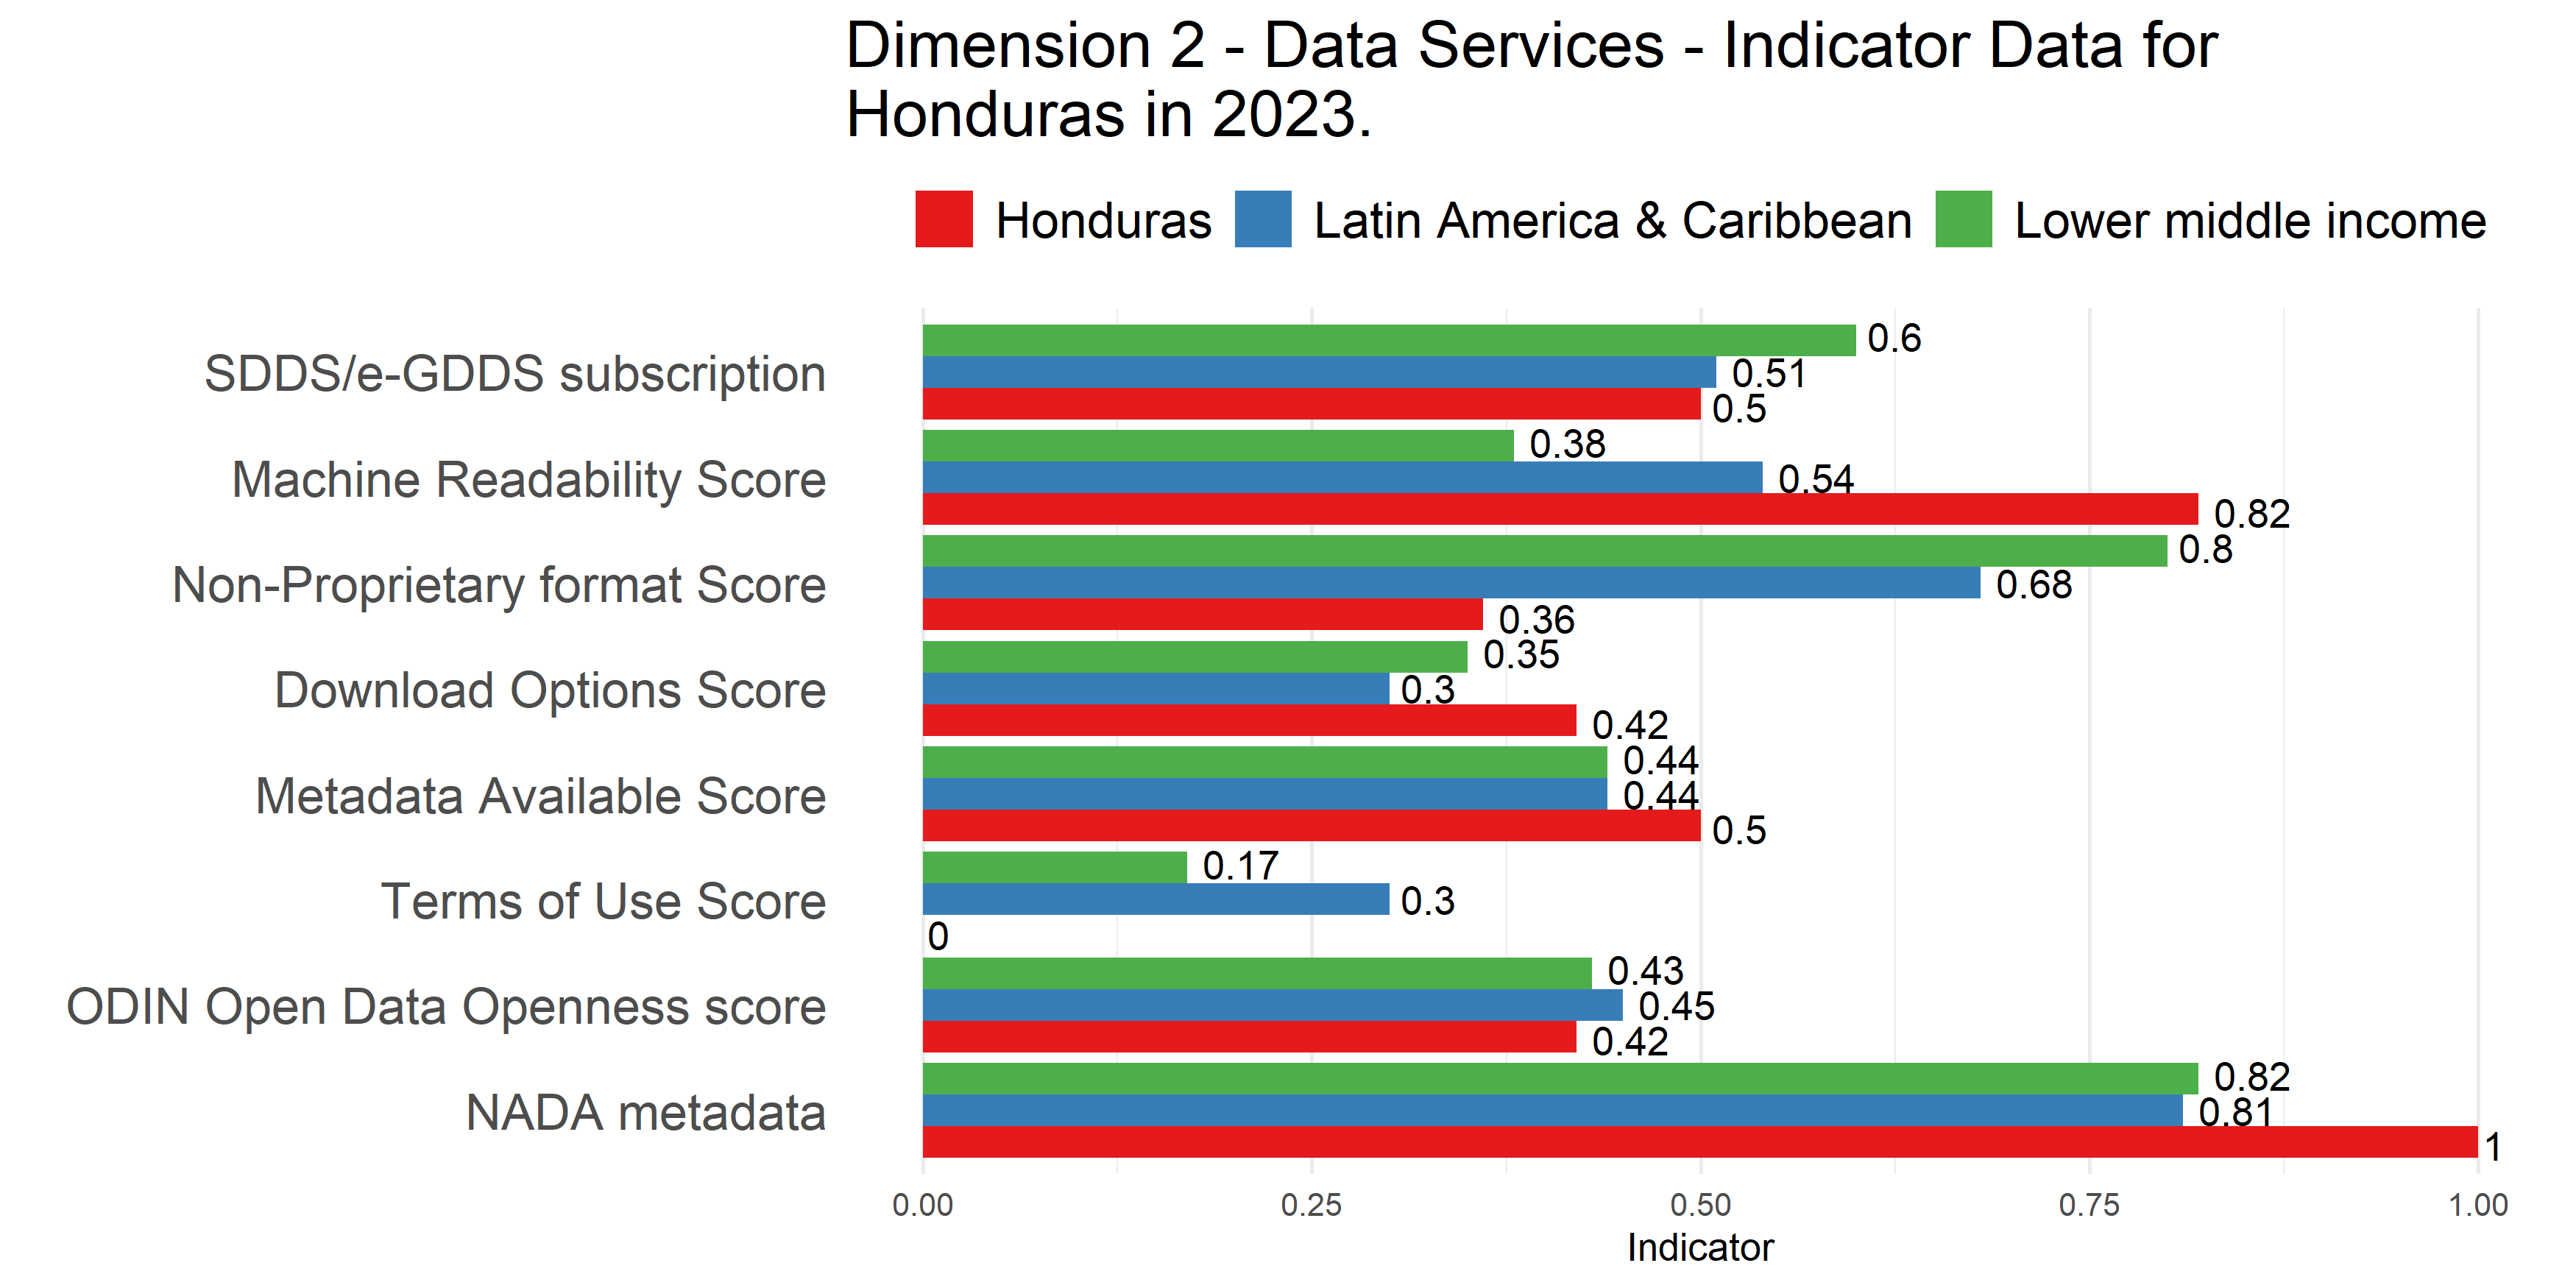 Dimension 2 - Data Services - Indicator Data for
Honduras in 2023.
Honduras Latin America & Caribbean Lower middle income
SDDS/e-GDDS subscription
0.6
0.51
0.5
Machine Readability Score
0.38
0.54
0.82
Non-Proprietary format Score
0.8
0.68
0.36
Download Options Score
0.35
0.3
0.42
Metadata Available Score
0.44
0.44
0.5
Terms of Use Score
0.17
0.3
0
ODIN Open Data Openness score
0.43
0.45
0.42
NADA metadata
0.82
0.81
1
0.00 0.25 0.50 0.75 1.00
Indicator